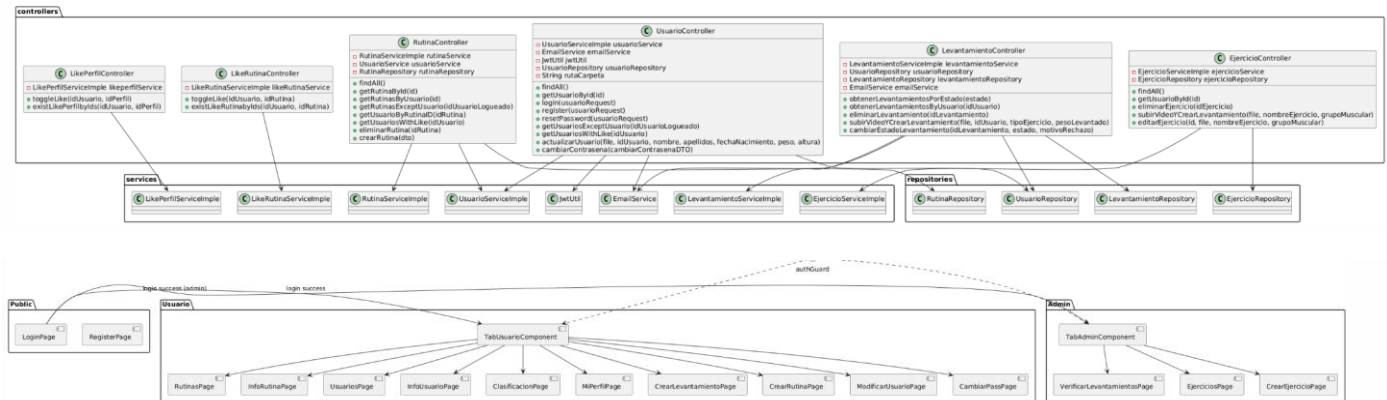 controllers
LikePerfilController
LikePerfilServiceImple likeperfilService
toggleLike(idUsuario, idPerfil)
existLikePerfilbyIds(idUsuario, idPerfil)
LikeRutinaController
LikeRutinaServiceImple likeRutinaService
toggleLike(idUsuario, idRutina)
existLikeRutinabyIds(idUsuario, idRutina)
RutinaController
RutinaServiceImple rutinaService
UsuarioService usuarioService
RutinaRepository rutinaRepository
findAll()
getRutinaById(id)
getRutinasByUsuario(id)
getRutinasExceptUsuario(idUsuarioLogueado)
getUsuarioByRutinaID(idRutina)
getUsuariosWithLike(idUsuario)
eliminarRutina(idRutina)
crearRutina(dto)
UsuarioController
UsuarioServiceImple usuarioService
EmailService emailService
JwtUtil jwtUtil
UsuarioRepository usuarioRepository
String rutaCarpeta
findAll()
getUsuarioById(id)
login(usuarioRequest)
register(usuarioRequest)
resetPassword(usuarioRequest)
getUsuariosExceptUsuario(idUsuarioLogueado)
getUsuariosWithLike(idUsuario)
actualizarUsuario(file, idUsuario, nombre, apellidos, fechaNacimiento, peso, altura)
cambiarContrasena(cambiarContrasenaDTO)
LevantamientoController
LevantamientoServiceImple levantamientoService
UsuarioRepository usuarioRepository
LevantamientoRepository levantamientoRepository
EmailService emailService
obtenerLevantamientosPorEstado(estado)
obtenerLevantamientosByUsuario(idUsuario)
eliminarLevantamiento(idLevantamiento)
subirVideoYCrearLevantamiento(file, idUsuario, tipoEjercicio, pesoLevantado)
cambiarEstadoLevantamiento(idLevantamiento, estado, motivoRechazo)
EjercicioController
EjercicioServiceImple ejercicioService
EjercicioRepository ejercicioRepository
findAll()
getUsuarioById(id)
eliminarEjercicio(idEjercicio)
subirVideoYCrearLevantamiento(file, nombreEjercicio, grupoMuscular)
editarEjercicio(id, file, nombreEjercicio, grupoMuscular)
services
LikePerfilServiceImple
LikeRutinaServiceImple
RutinaServiceImple
UsuarioServiceImple
JwtUtil
EmailService
LevantamientoServiceImple
EjercicioServiceImple
repositories
RutinaRepository
UsuarioRepository
LevantamientoRepository
EjercicioRepository
authGuard
login success (admin)
login success
Public
LoginPage
RegisterPage
Usuario
TabUsuarioComponent
RutinasPage
InfoRutinaPage
UsuariosPage
InfoUsuarioPage
ClasificacionPage
MiPerfilPage
CrearLevantamientoPage
CrearRutinaPage
ModificarUsuarioPage
CambiarPassPage
Admin
TabAdminComponent
VerificarLevantamientosPage
EjerciciosPage
CrearEjercicioPage